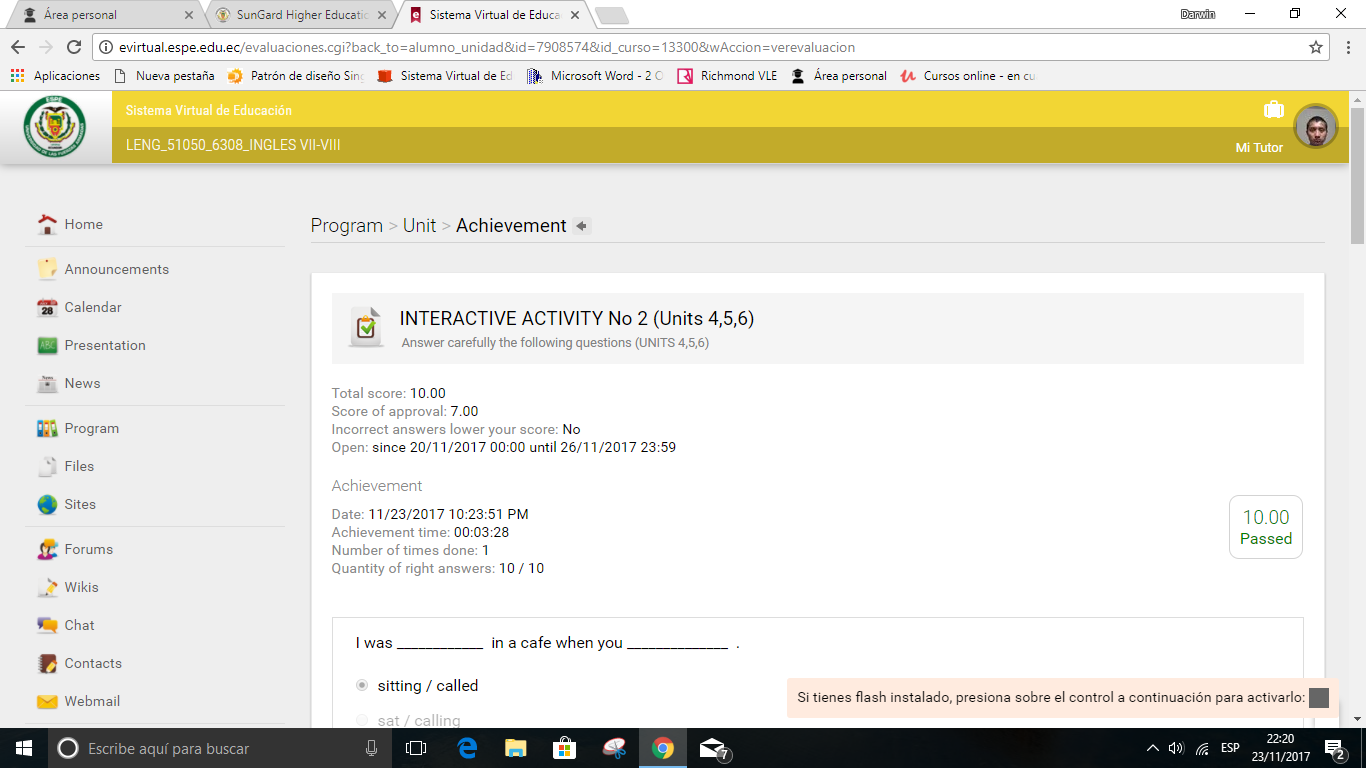 Área personal
SunGard Higher Educatio
Sistema Virtual de Educa
Darwin
evirtual.espe.edu.ec/evaluaciones.cgi?back_to=alumno_unidad&id=7908574&id_curso=13300&wAccion=verevaluacion
Aplicaciones
Nueva pestaña
Patrón de diseño Sing
Sistema Virtual de Ed
Microsoft Word - 2 O
Richmond VLE
Área personal
Cursos online - en cu
ESPE
Sistema Virtual de Educación
LENG_51050_6308_INGLES VII-VIII
Mi Tutor
Home
Announcements
28
Calendar
ABC
Presentation
News
News
Program
Files
Sites
Forums
Wikis
Chat
Contacts
Webmail
Program > Unit > Achievement
INTERACTIVE ACTIVITY No 2 (Units 4,5,6)
Answer carefully the following questions (UNITS 4,5,6)
Total score: 10.00
Score of approval: 7.00
Incorrect answers lower your score: No
Open: since 20/11/2017 00:00 until 26/11/2017 23:59
Achievement
Date: 11/23/2017 10:23:51 PM
Achievement time: 00:03:28
Number of times done: 1
Quantity of right answers: 10 / 10
10.00
Passed
I was ____________ in a cafe when you ______________ .
sitting / called
sat / calling
Si tienes flash instalado, presiona sobre el control a continuación para activarlo:
Escribe aquí para buscar
7
ESP
22:20
23/11/2017
2